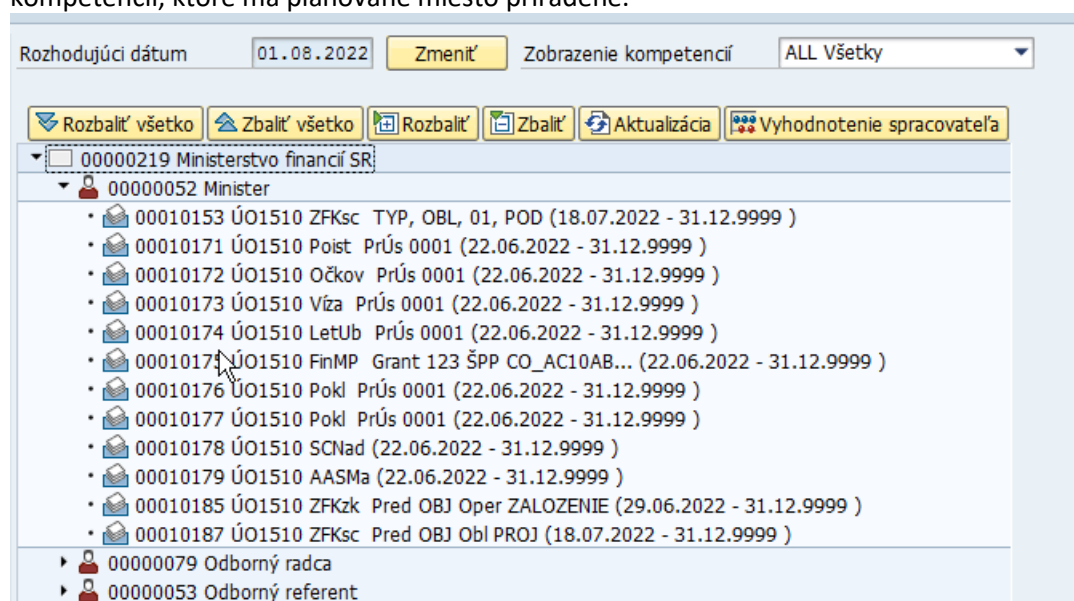 kompetencií, ktoré má plánované miesto priradené.
Rozhodujúci dátum 01.08.2022 Zmeniť Zobrazenie kompetencií ALL Všetky
Rozbaliť všetko Zbaliť všetko Rozbaliť Zbaliť Aktualizácia Vyhodnotenie spracovateľa
00000219 Ministerstvo financií SR
00000052 Minister
00010153 ÚO1510 ZFKsc TYP, OBL, 01, POD (18.07.2022 - 31.12.9999 )
00010171 ÚO1510 Poist PrÚs 0001 (22.06.2022 - 31.12.9999 )
00010172 ÚO1510 Očkov PrÚs 0001 (22.06.2022 - 31.12.9999 )
00010173 ÚO1510 Víza PrÚs 0001 (22.06.2022 - 31.12.9999 )
00010174 ÚO1510 LetUb PrÚs 0001 (22.06.2022 - 31.12.9999 )
00010175 ÚO1510 FinMP Grant 123 ŠPP CO_AC10AB... (22.06.2022 - 31.12.9999 )
00010176 ÚO1510 Pokl PrÚs 0001 (22.06.2022 - 31.12.9999 )
00010177 ÚO1510 Pokl PrÚs 0001 (22.06.2022 - 31.12.9999 )
00010178 ÚO1510 SCNad (22.06.2022 - 31.12.9999 )
00010179 ÚO1510 AASMa (22.06.2022 - 31.12.9999 )
00010185 ÚO1510 ZFKzk Pred OBJ Oper ZALOZENIE (29.06.2022 - 31.12.9999 )
00010187 ÚO1510 ZFKsc Pred OBJ Obl PROJ (18.07.2022 - 31.12.9999 )
00000079 Odborný radca
00000053 Odborný referent